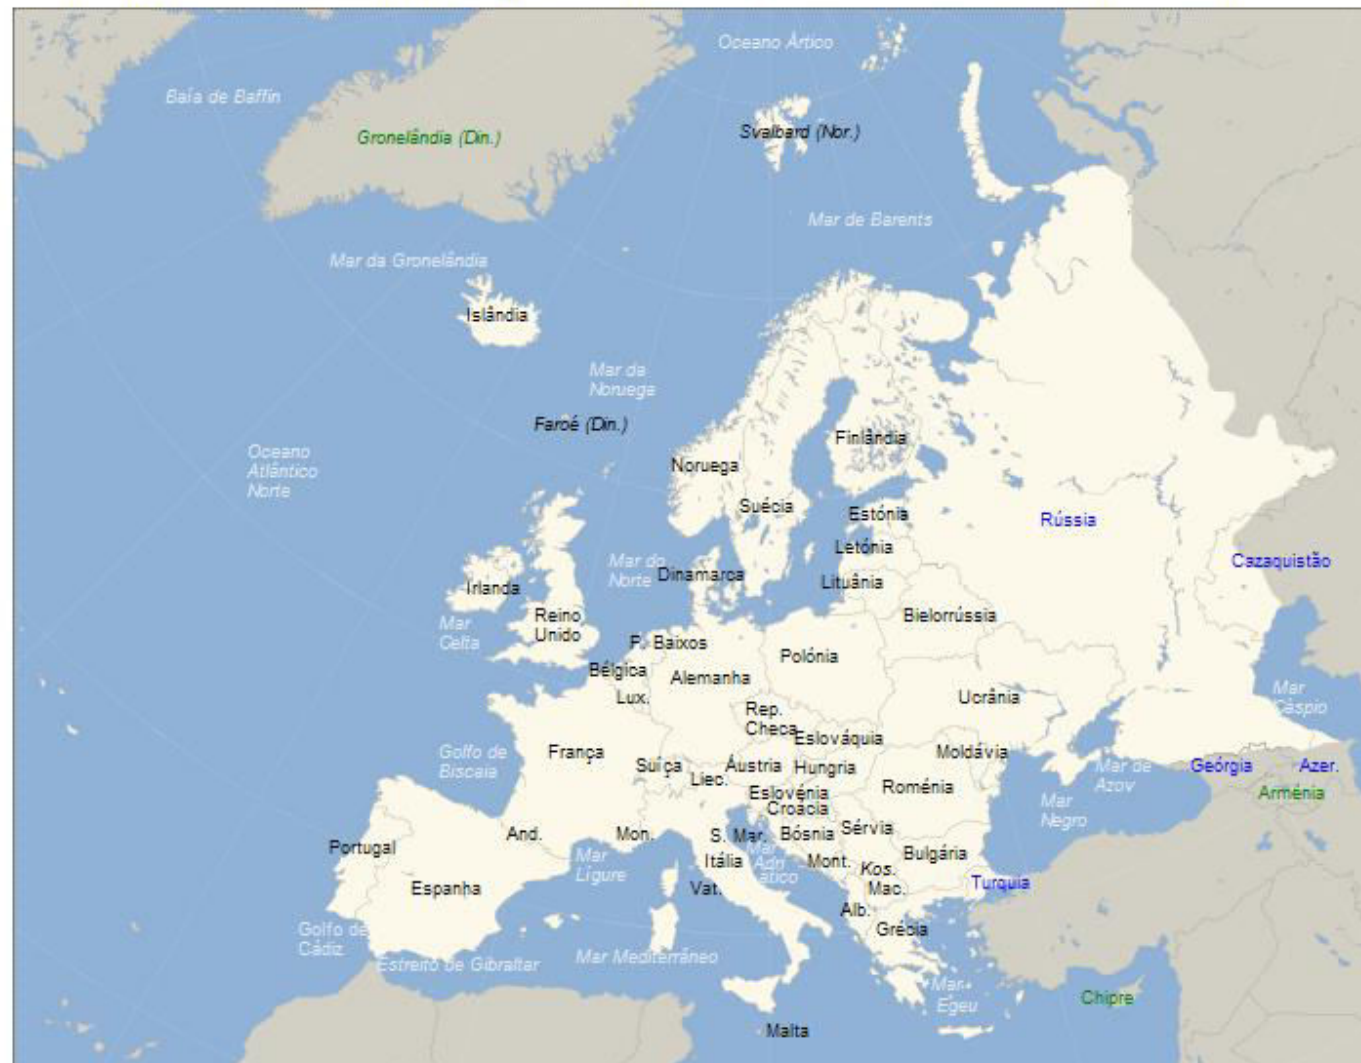 Oceano Ártico
Baía de Baffin
Gronelândia (Din.)
Svalbard (Nor.)
Mar de Barents
Mar da Gronelândia
Islândia
Mar da
Noruega
Faroé (Din.)
Finlândia
Oceano
Atlântico
Norte
Noruega
Suécia
Estónia
Rússia
Letónia
Cazaquistão
Mar do
Norte
Dinamarca
Lituânia
Irlanda
Reino
Unido
Bielorrússia
Mar
Celta
P. Baixos
Polónia
Bélgica
Alemanha
Lux.
Ucrânia
Mar
Cáspio
Rep.
Checa
Eslováquia
Golfo de
Biscaia
França
Moldávia
Suíça
Áustria
Hungria
Mar de
Azov
Geórgia
Azer.
Liec.
Roménia
Eslovénia
Arménia
Croácia
Mar
Negro
And.
Mon.
S. Mar.
Bósnia
Sérvia
Portugal
Mar
Ligure
Itália
Mar
Adri
ático
Mont.
Bulgária
Kos.
Espanha
Vat.
Mac.
Turquia
Alb.
Golfo de
Cádiz
Grécia
Estreito de Gibraltar
Mar Mediterrâneo
Mar
Egeu
Chipre
Malta